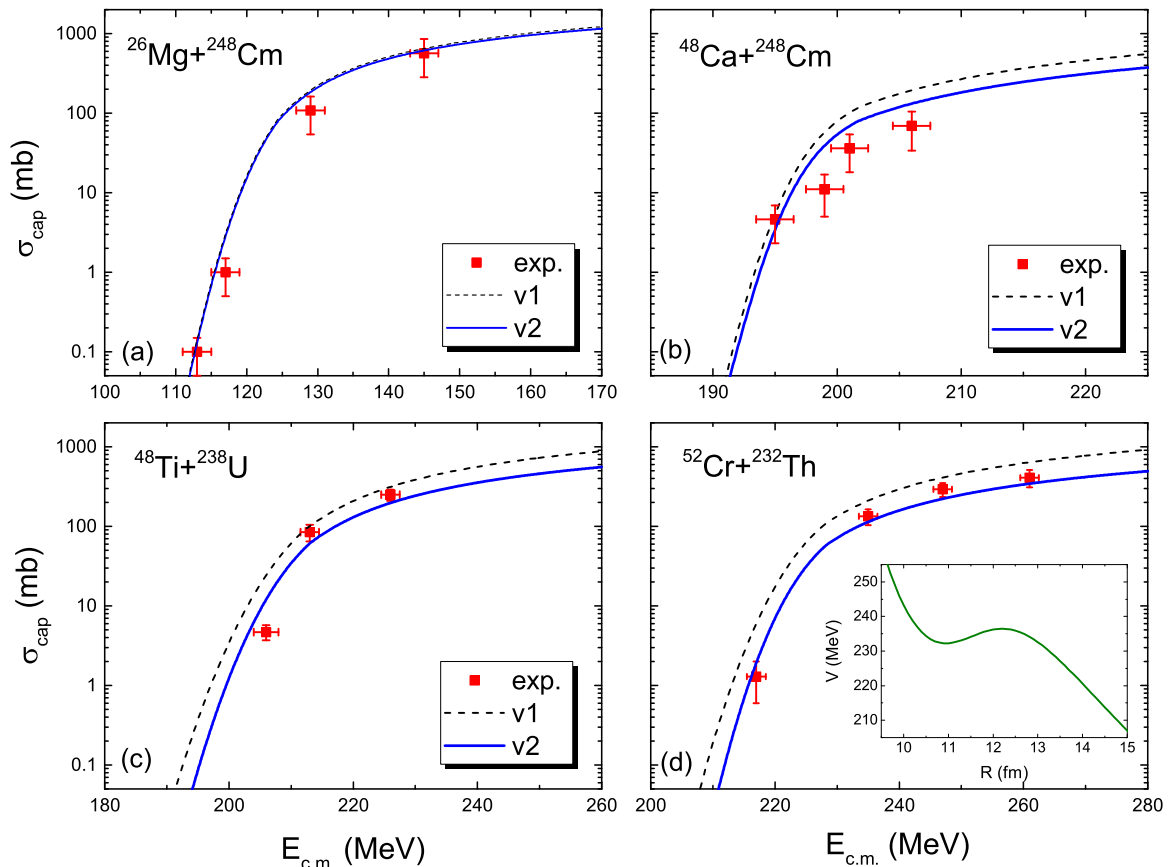 1000
100
10
1
0.1
σcap (mb)
²⁶Mg+²⁴⁸Cm
exp.
v1
v2
(a)
100 110 120 130 140 150 160 170
⁴⁸Ca+²⁴⁸Cm
exp.
v1
v2
(b)
190 200 210 220
1000
100
10
1
0.1
σcap (mb)
⁴⁸Ti+²³⁸U
exp.
v1
v2
(c)
180 200 220 240 260
Ec.m. (MeV)
⁵²Cr+²³²Th
250
240
230
220
210
V (MeV)
10 11 12 13 14 15
R (fm)
(d)
200 220 240 260 280
Ec.m. (MeV)